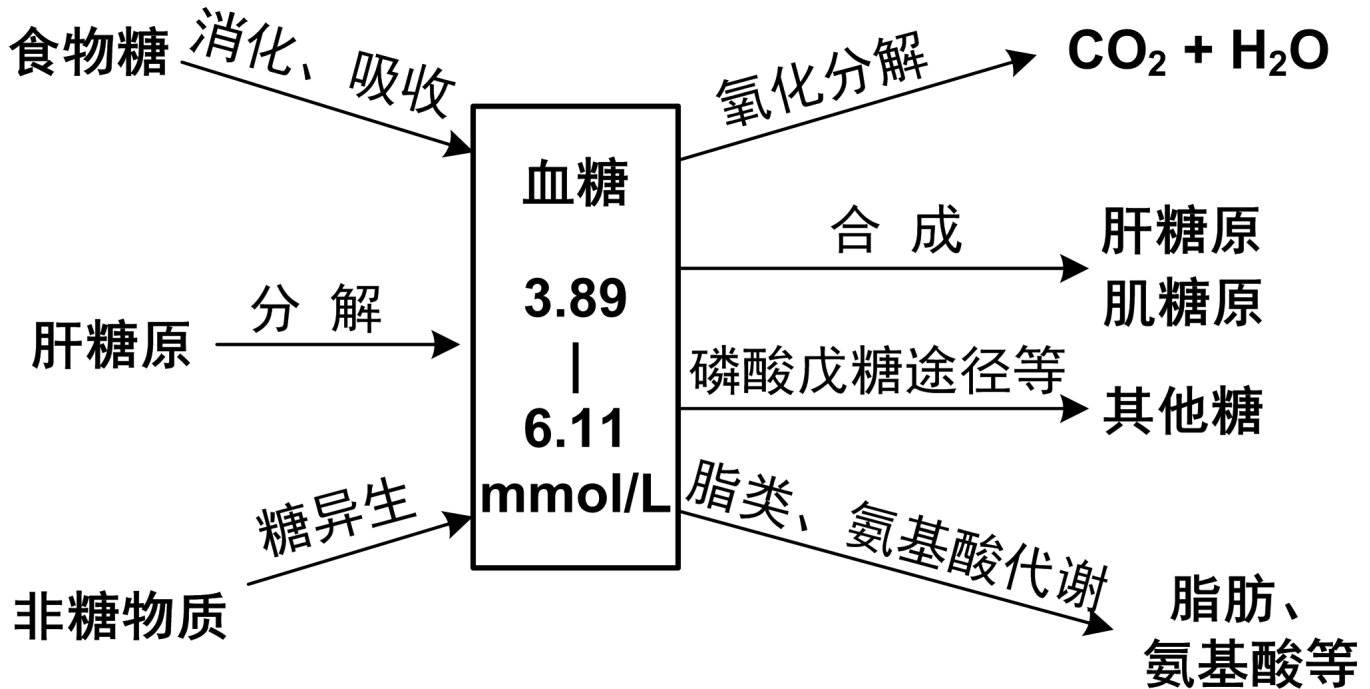 食物糖
消化、吸收
肝糖原
分 解
非糖物质
糖异生
血糖
3.89
|
6.11
mmol/L
氧化分解
CO₂ + H₂O
合 成
肝糖原
肌糖原
磷酸戊糖途径等
其他糖
脂类、氨基酸代谢
脂肪、
氨基酸等